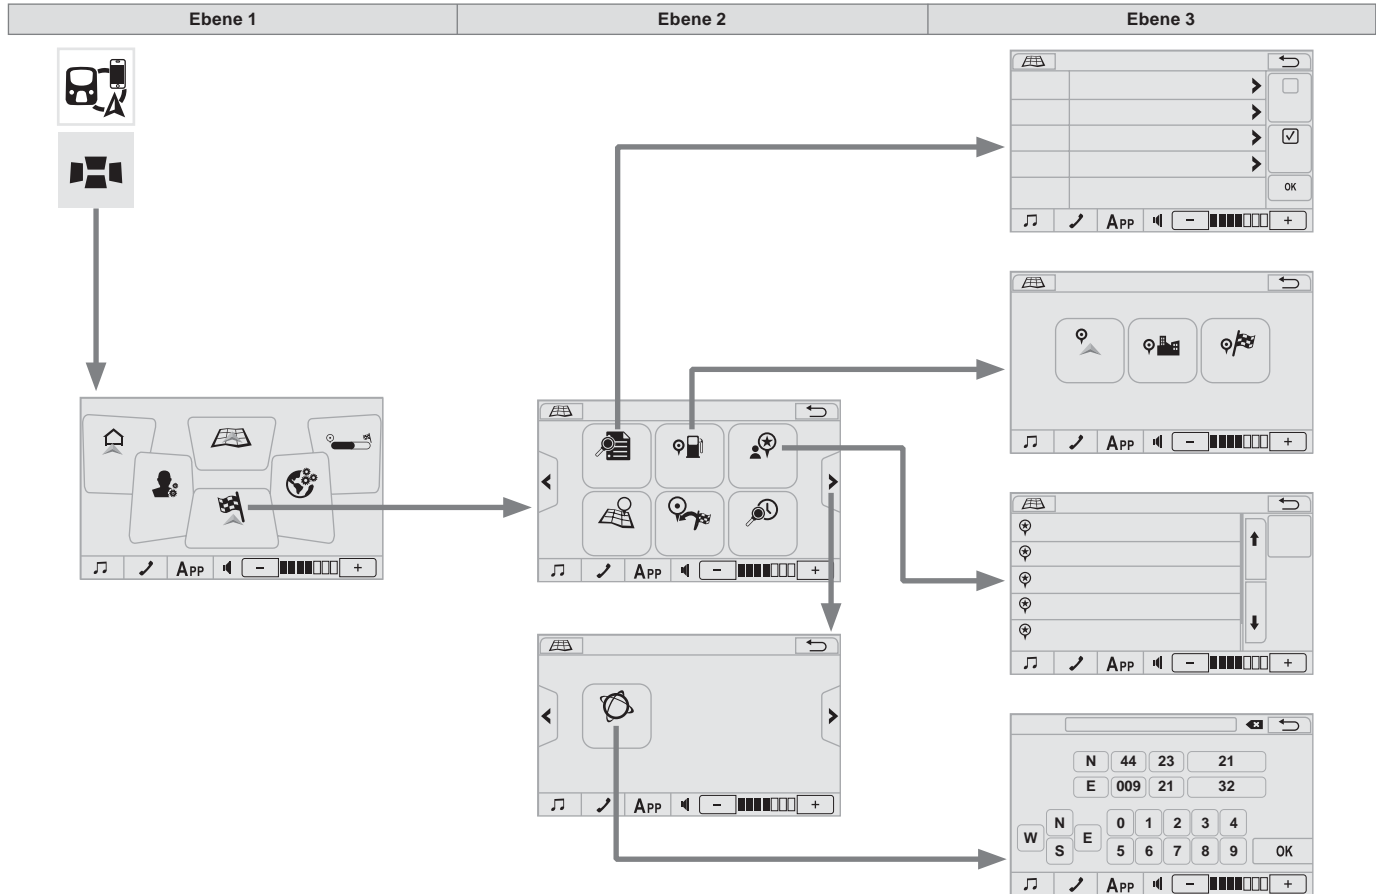 Ebene 1 Ebene 2 Ebene 3
OK
APP - +
APP - +
APP - +
APP - +
APP - +
APP - +
N 44 23 21
E 009 21 32
W N S E 0 1 2 3 4
5 6 7 8 9 OK
APP - +